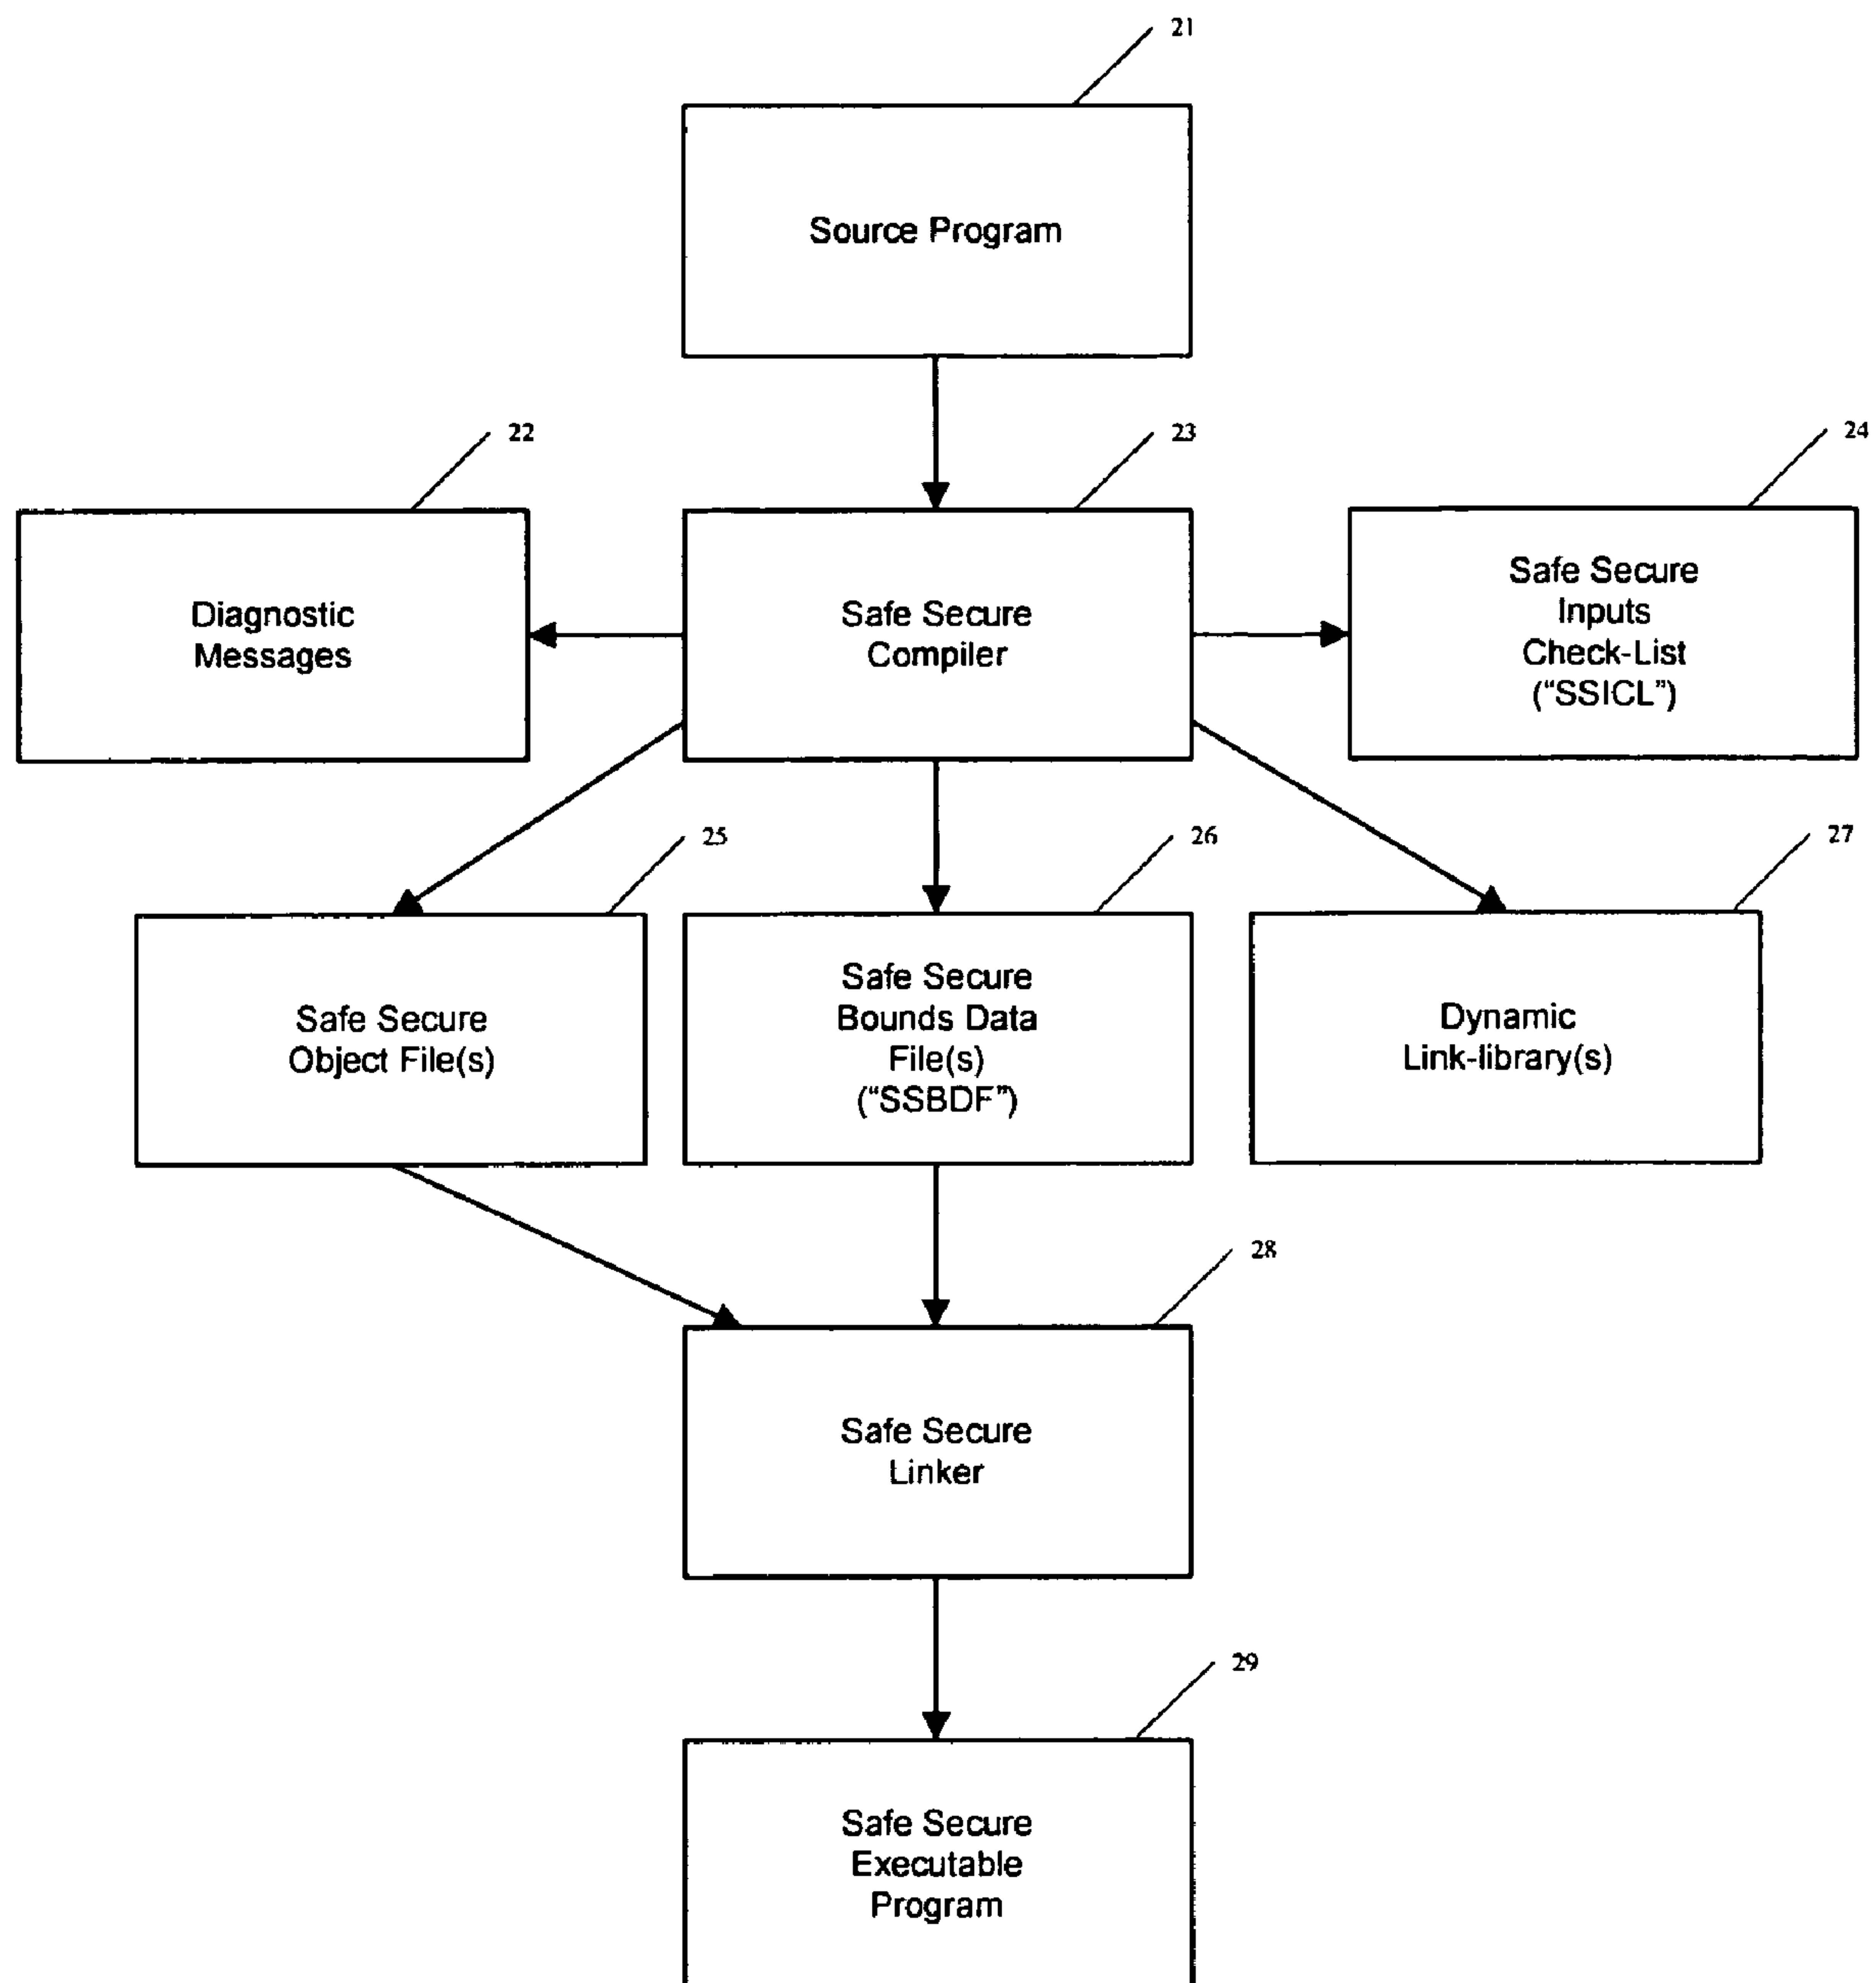 21
Source Program
22
23
24
Diagnostic
Messages
Safe Secure
Compiler
Safe Secure
Inputs
Check-List
(“SSICL”)
25
26
27
Safe Secure
Object File(s)
Safe Secure
Bounds Data
File(s)
(“SSBDF”)
Dynamic
Link-library(s)
28
Safe Secure
Linker
29
Safe Secure
Executable
Program